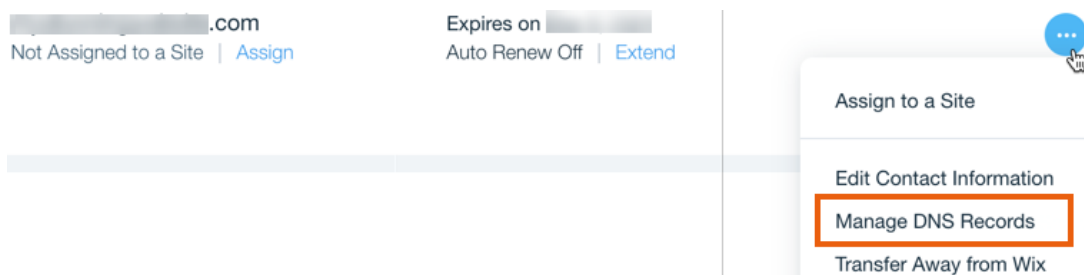 .com
Not Assigned to a Site | Assign
Expires on
Auto Renew Off | Extend
Assign to a Site
Edit Contact Information
Manage DNS Records
Transfer Away from Wix